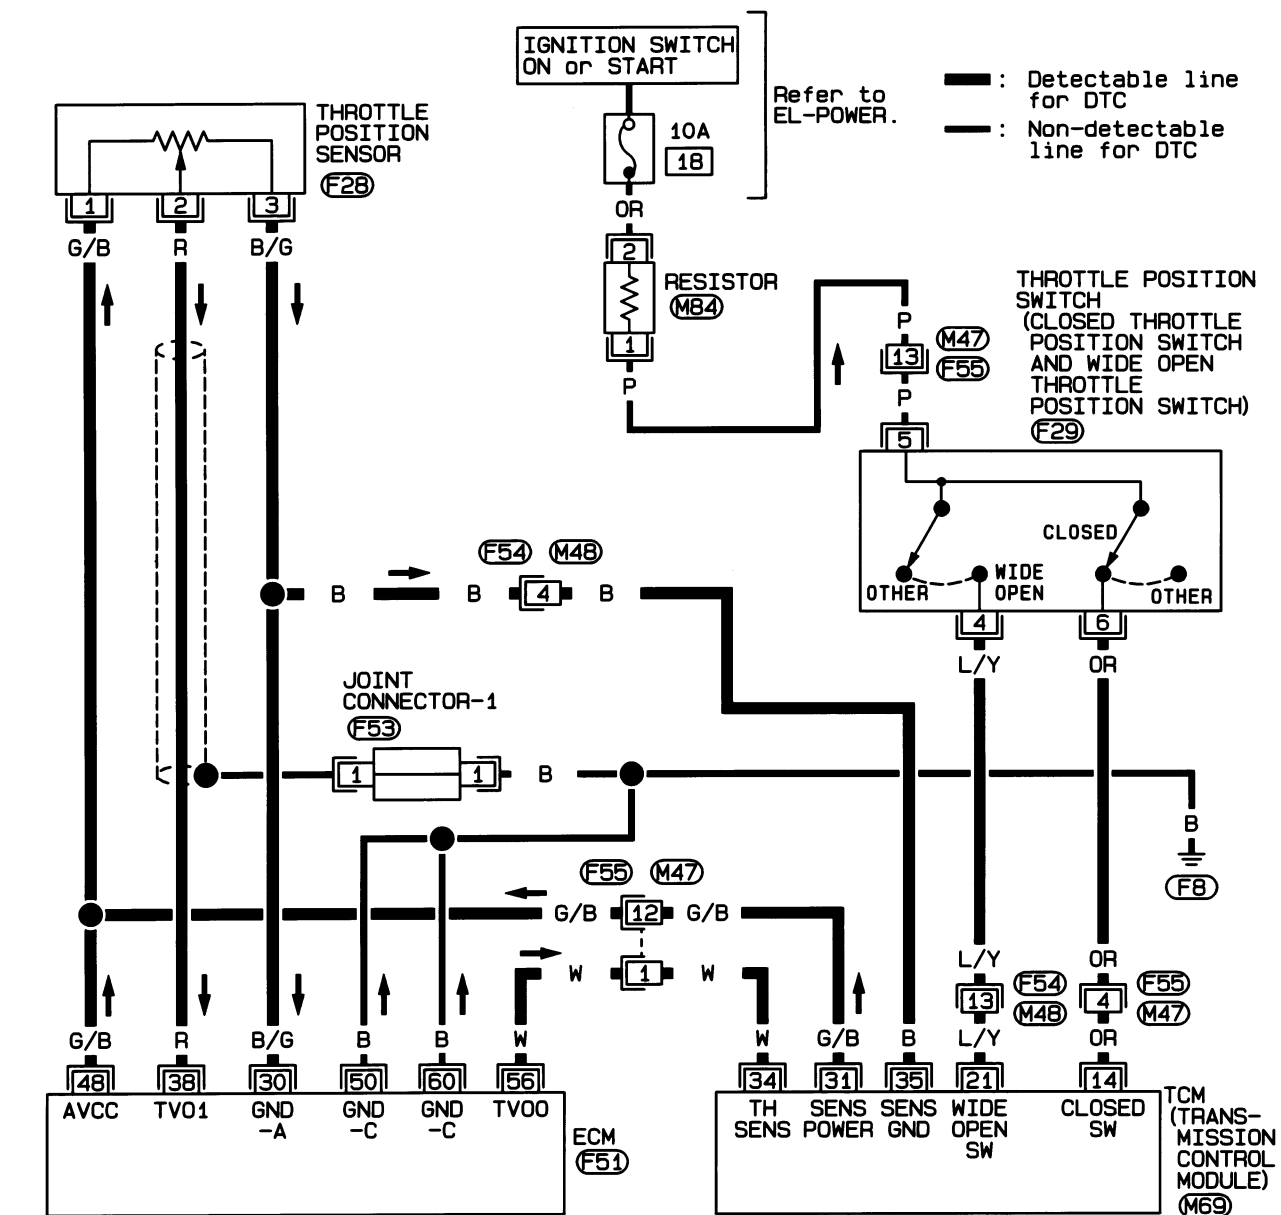 IGNITION SWITCH
ON or START
Refer to
EL-POWER.
: Detectable line
for DTC
: Non-detectable
line for DTC
10A
18
OR
2
RESISTOR
M84
1
P
THROTTLE
POSITION
SENSOR
F28
1 2 3
G/B R B/G
P
13
M47
F55
P
5
THROTTLE POSITION
SWITCH
(CLOSED THROTTLE
POSITION SWITCH
AND WIDE OPEN
THROTTLE
POSITION SWITCH)
F29
CLOSED
OTHER
WIDE
OPEN
OTHER
4 6
L/Y OR
F54 M48
B B 4 B
JOINT
CONNECTOR-1
F53
1 1 B
B
F8
F55 M47
G/B 12 G/B
W 1 W
L/Y OR
13
F54
M48
4
F55
M47
G/B R B/G B B W
W G/B B L/Y OR
48 38 30 50 60 56
34 31 35 21 14
AVCC TVO1 GND
-A
GND
-C
GND
-C
TVOO
ECM
F51
TH
SENS
SENS
POWER
SENS
GND
WIDE
OPEN
SW
CLOSED
SW
TCM
(TRANS-
MISSION
CONTROL
MODULE)
M69